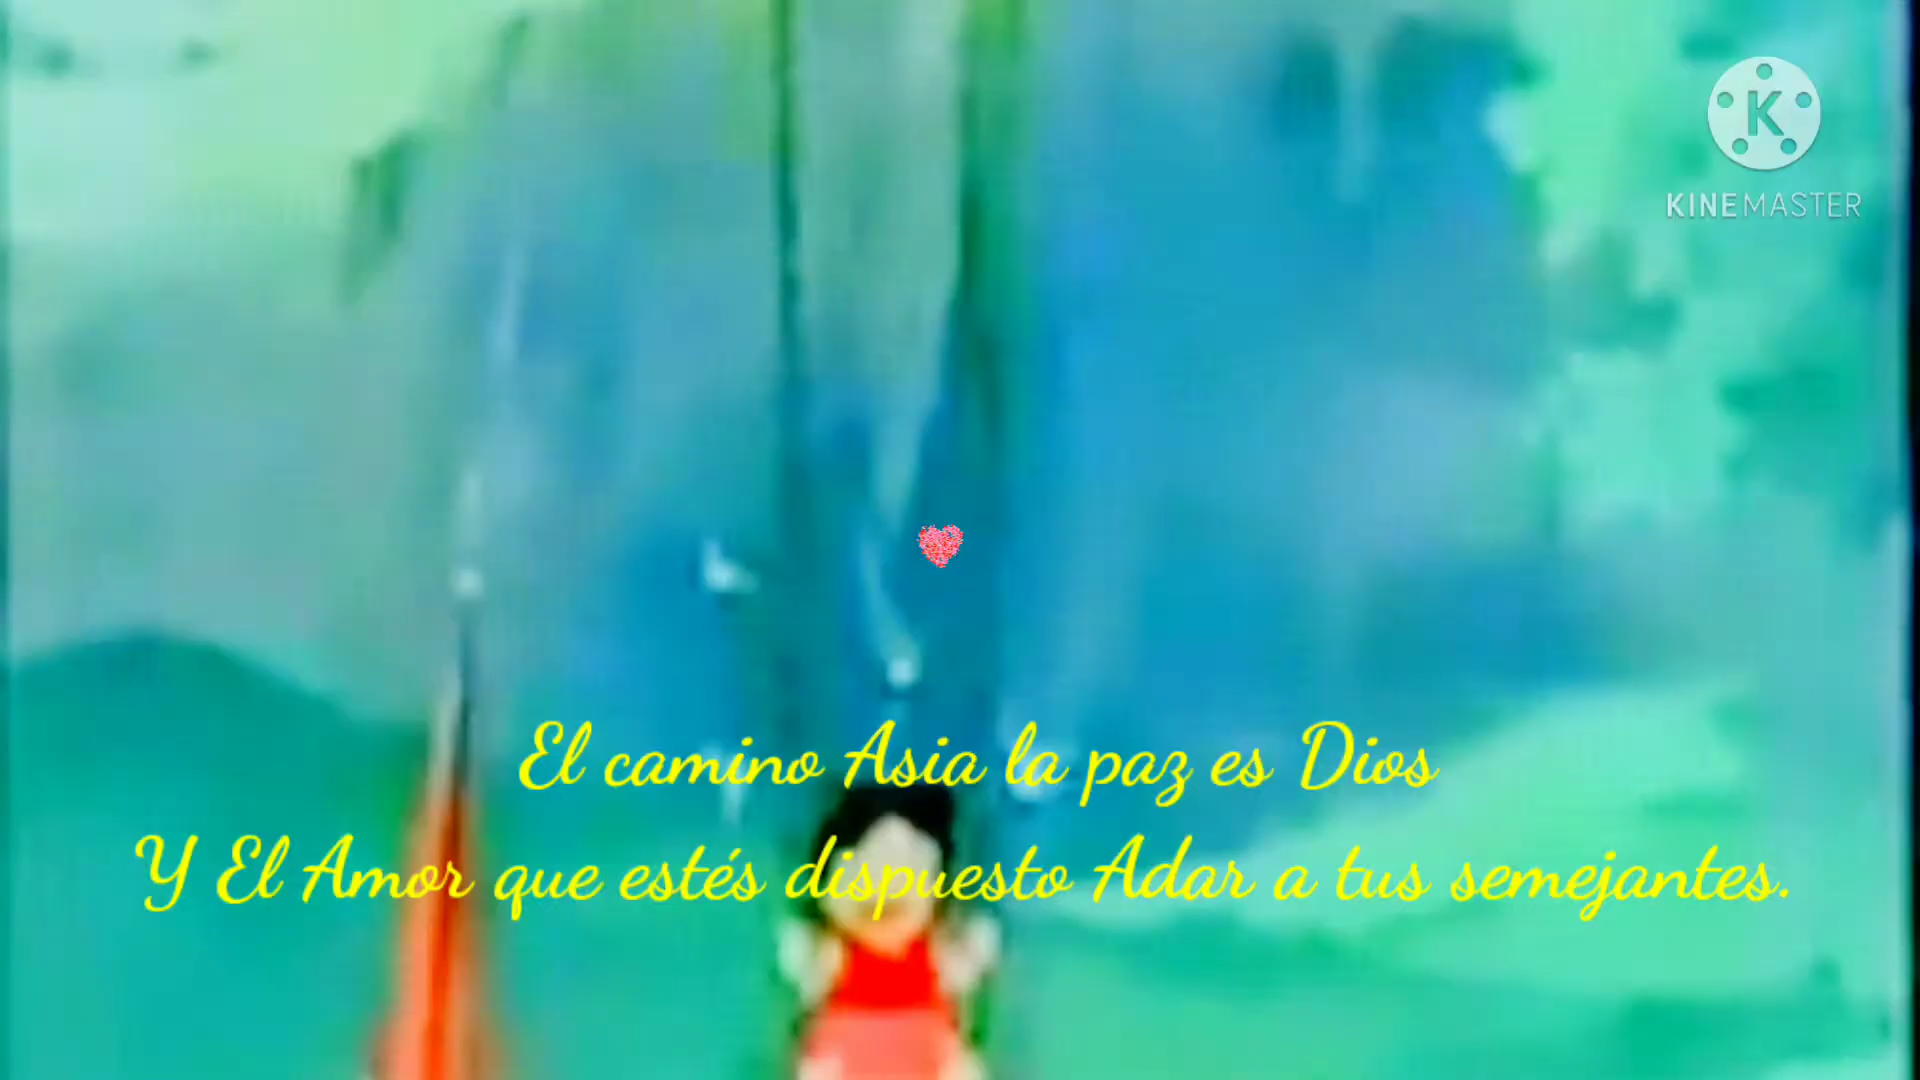 K
KINEMASTER
El camino Asia la paz es Dios
Y El Amor que estés dispuesto Adar a tus semejantes.